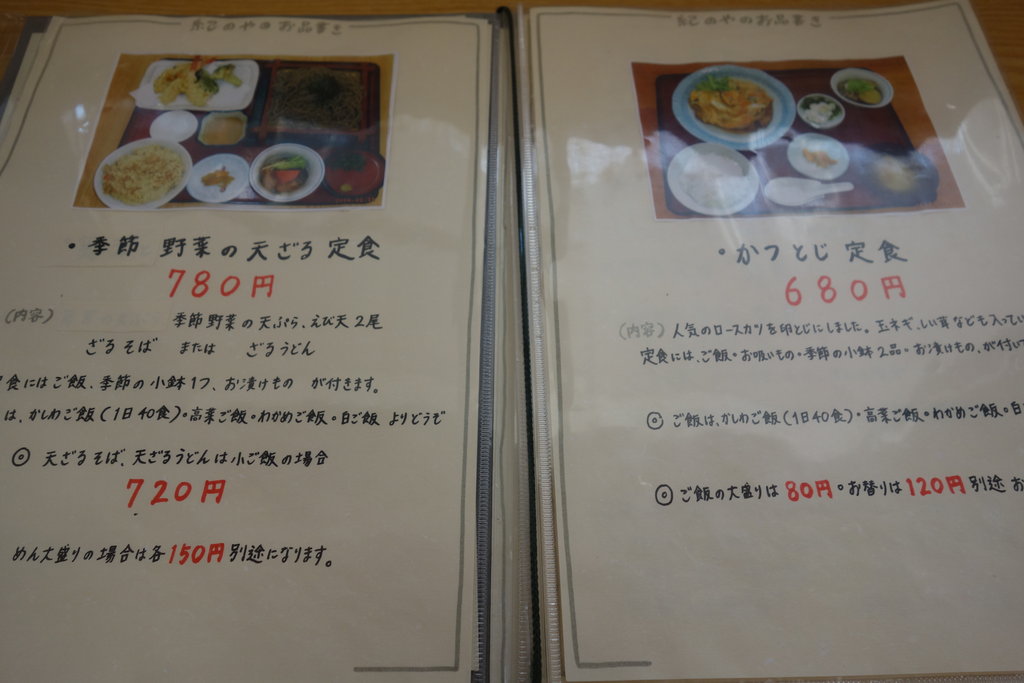 紀のやのお品書き
・季節 野菜の天ざる定食
780円
(内容) 季節野菜の天ぷら、えび天2尾
ざるそば または ざるうどん
食にはご飯、季節の小鉢1つ、お漬けもの が付きます。
は、かしわご飯(1日40食)・高菜ご飯・わかめご飯・白ご飯 よりどうぞ
◎ 天ざるそば、天ざるうどんは小ご飯の場合
720円
めん大盛りの場合は各150円別途になります。
紀のやのお品書き
・かつとじ定食
680円
(内容) 人気のロースカツを卵とじにしました。玉ネギ、しい茸なども入ってい
定食には、ご飯・お吸いもの・季節の小鉢2品・お漬けもの、が付い
◎ ご飯は、かしわご飯(1日40食)・高菜ご飯・わかめご飯・白
◎ ご飯の大盛りは80円・お替りは120円別途 お